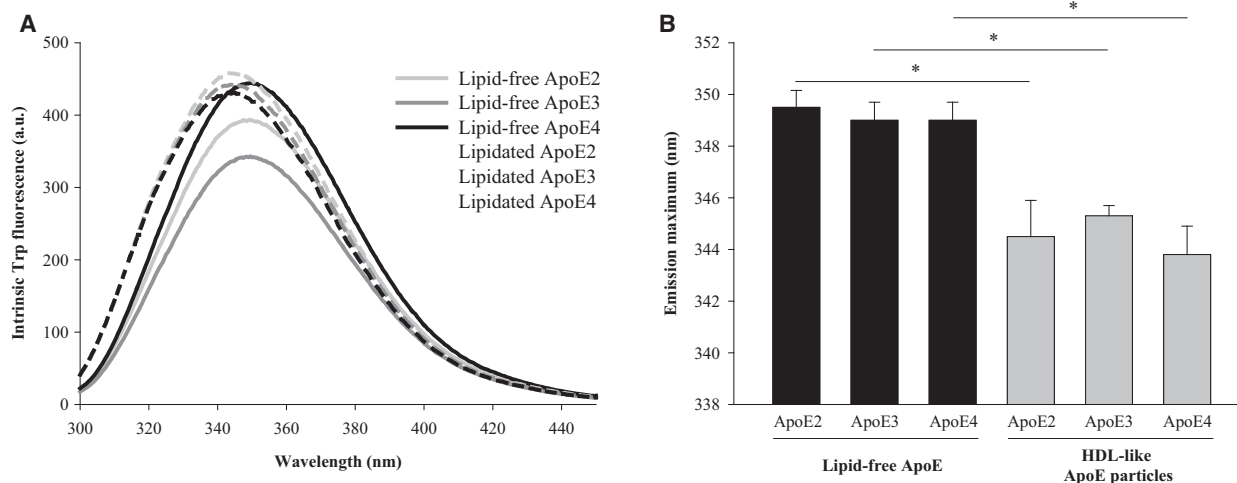 A
Intrinsic Trp fluorescence (a.u.)
500
400
300
200
100
0
300
320
340
360
380
400
420
440
Wavelength (nm)
Lipid-free ApoE2
Lipid-free ApoE3
Lipid-free ApoE4
Lipidated ApoE2
Lipidated ApoE3
Lipidated ApoE4
B
Emission maximum (nm)
352
350
348
346
344
342
340
338
*
*
*
ApoE2
ApoE3
ApoE4
ApoE2
ApoE3
ApoE4
Lipid-free ApoE
HDL-like
ApoE particles